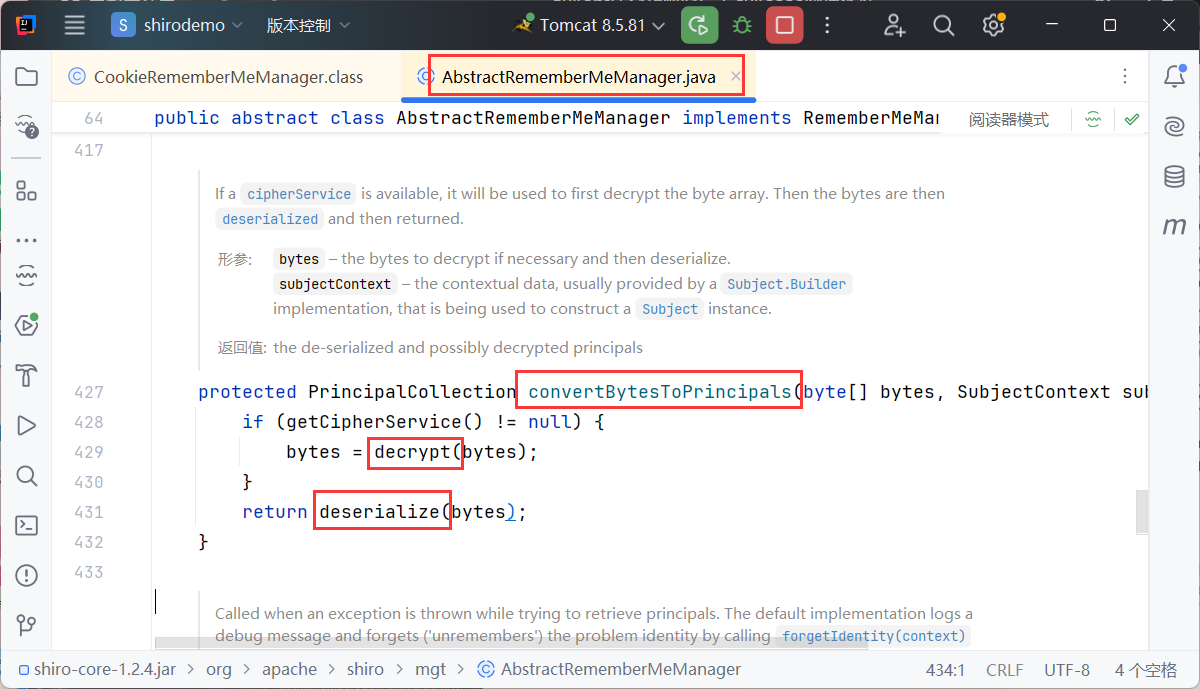 S shirodemo 版本控制 Tomcat 8.5.81
CookieRememberMeManager.class AbstractRememberMeManager.java
64 public abstract class AbstractRememberMeManager implements RememberMeMan 阅读器模式
417
If a cipherService is available, it will be used to first decrypt the byte array. Then the bytes are then
deserialized and then returned.
形参: bytes – the bytes to decrypt if necessary and then deserialize.
subjectContext – the contextual data, usually provided by a Subject.Builder
implementation, that is being used to construct a Subject instance.
返回值: the de-serialized and possibly decrypted principals
427 protected PrincipalCollection convertBytesToPrincipals(byte[] bytes, SubjectContext sub
428 if (getCipherService() != null) {
429 bytes = decrypt(bytes);
430 }
431 return deserialize(bytes);
432 }
433
Called when an exception is thrown while trying to retrieve principals. The default implementation logs a
debug message and forgets ('unremembers') the problem identity by calling forgetIdentity(context)
shiro-core-1.2.4.jar > org > apache > shiro > mgt > AbstractRememberMeManager 434:1 CRLF UTF-8 4 个空格